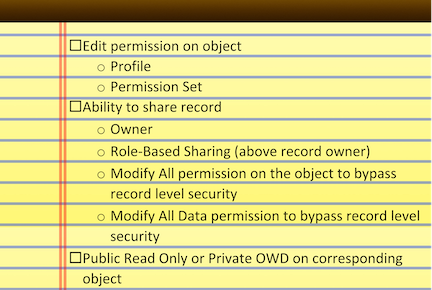 ☐Edit permission on object
○ Profile
○ Permission Set
☐Ability to share record
○ Owner
○ Role-Based Sharing (above record owner)
○ Modify All permission on the object to bypass
record level security
○ Modify All Data permission to bypass record level
security
☐Public Read Only or Private OWD on corresponding
object